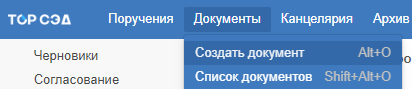 ТОР СЭД Поручения Документы Канцелярия Архив
Черновики
Создать документ Alt+O
Список документов Shift+Alt+O
Согласование